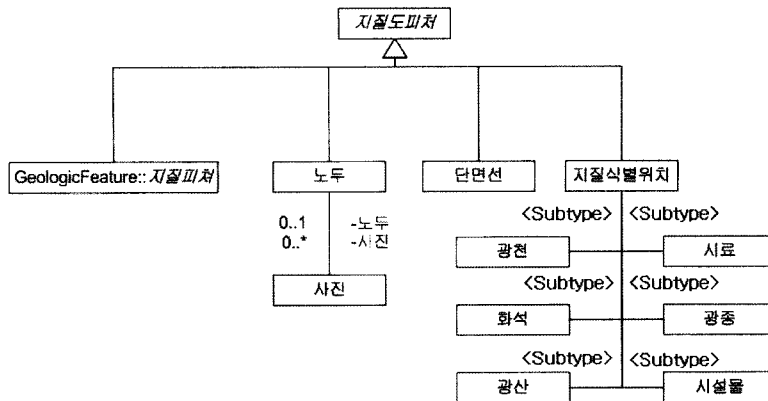 지질도피처
GeologicFeature::지질피처
노두
단면선
지질식별위치
0..1 -노두
0..* -사진
사진
<Subtype> <Subtype>
광천 시료
<Subtype> <Subtype>
화석 광종
<Subtype> <Subtype>
광산 시설물